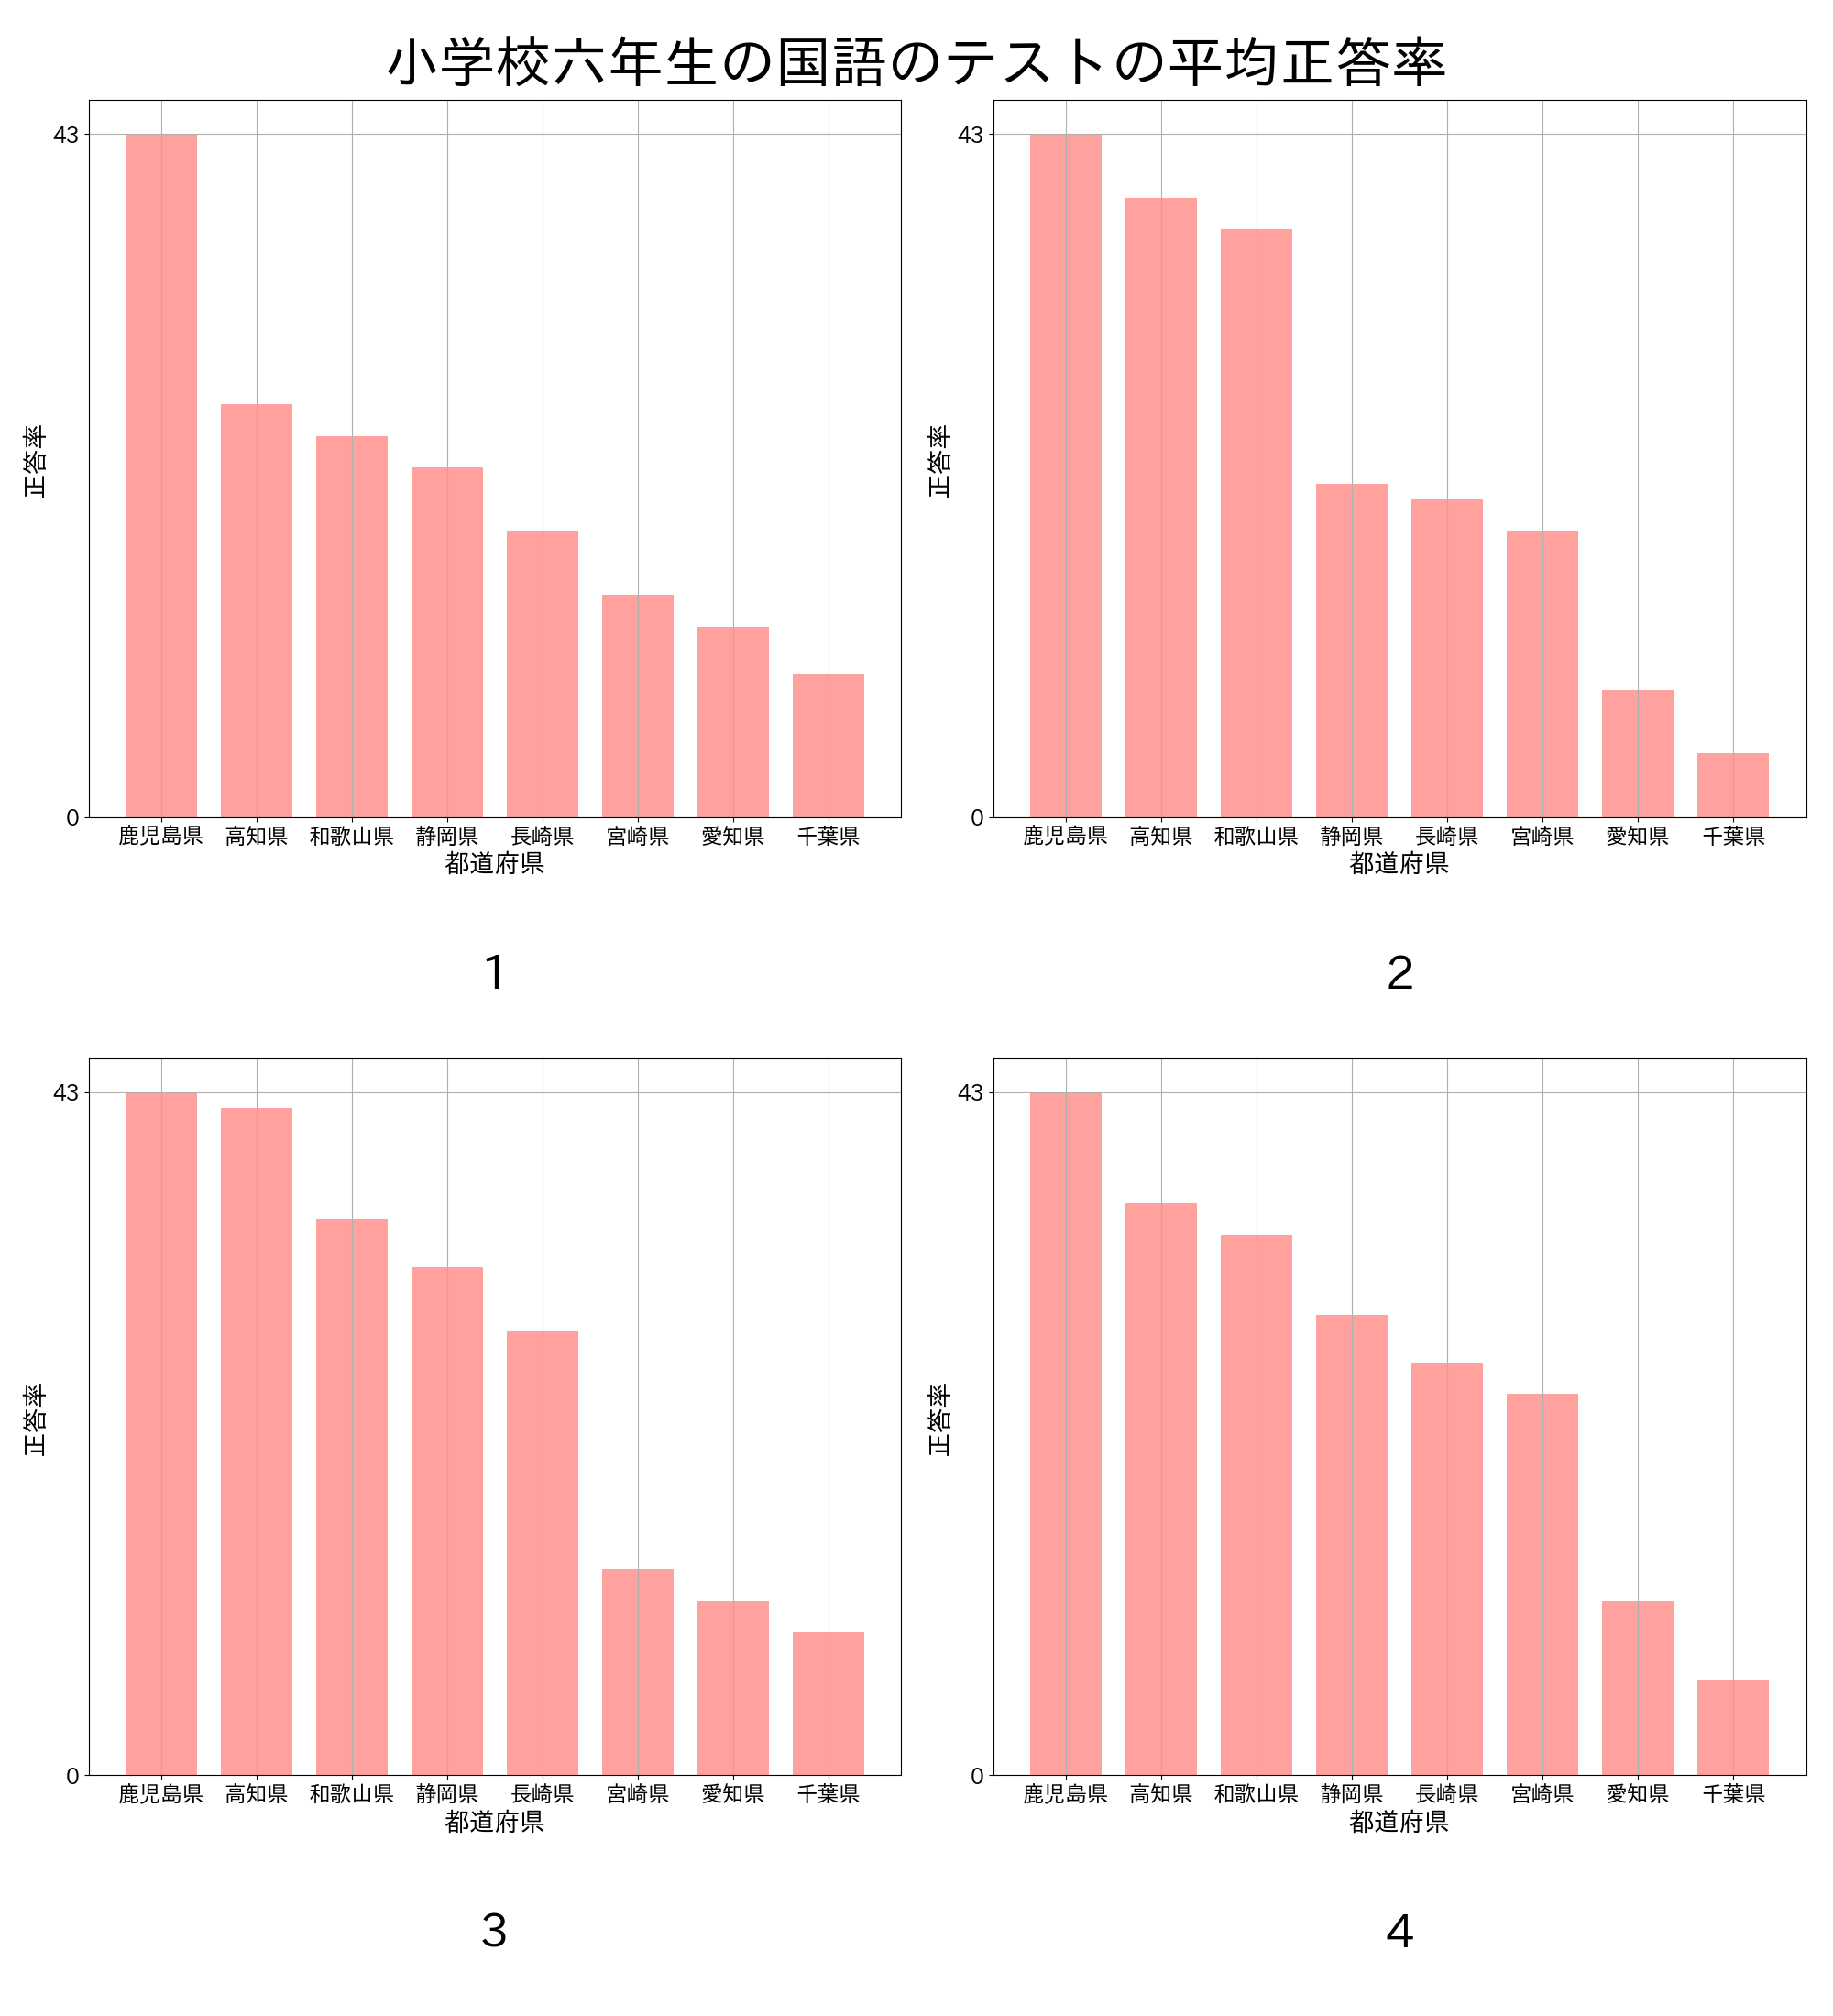 小学校六年生の国語のテストの平均正答率
43
0
正答率
鹿児島県 高知県 和歌山県 静岡県 長崎県 宮崎県 愛知県 千葉県
都道府県
1
43
0
正答率
鹿児島県 高知県 和歌山県 静岡県 長崎県 宮崎県 愛知県 千葉県
都道府県
2
43
0
正答率
鹿児島県 高知県 和歌山県 静岡県 長崎県 宮崎県 愛知県 千葉県
都道府県
3
43
0
正答率
鹿児島県 高知県 和歌山県 静岡県 長崎県 宮崎県 愛知県 千葉県
都道府県
4